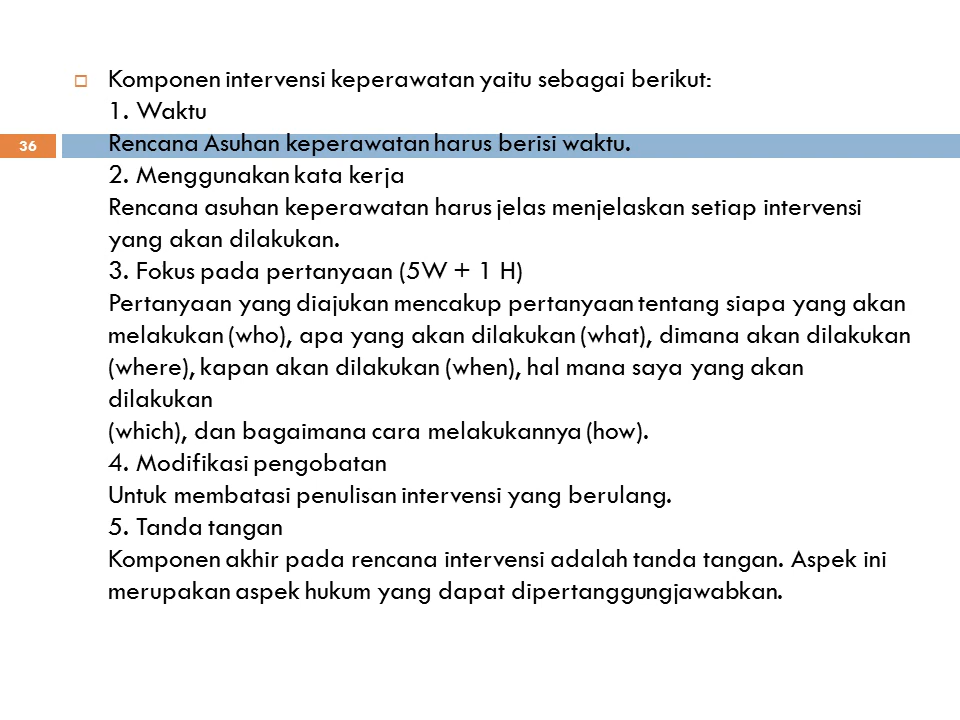 Komponen intervensi keperawatan yaitu sebagai berikut:
1. Waktu
36
Rencana Asuhan keperawatan harus berisi waktu.
2. Menggunakan kata kerja
Rencana asuhan keperawatan harus jelas menjelaskan setiap intervensi
yang akan dilakukan.
3. Fokus pada pertanyaan (5W + 1 H)
Pertanyaan yang diajukan mencakup pertanyaan tentang siapa yang akan
melakukan (who), apa yang akan dilakukan (what), dimana akan dilakukan
(where), kapan akan dilakukan (when), hal mana saya yang akan
dilakukan
(which), dan bagaimana cara melakukannya (how).
4. Modifikasi pengobatan
Untuk membatasi penulisan intervensi yang berulang.
5. Tanda tangan
Komponen akhir pada rencana intervensi adalah tanda tangan. Aspek ini
merupakan aspek hukum yang dapat dipertanggungjawabkan.